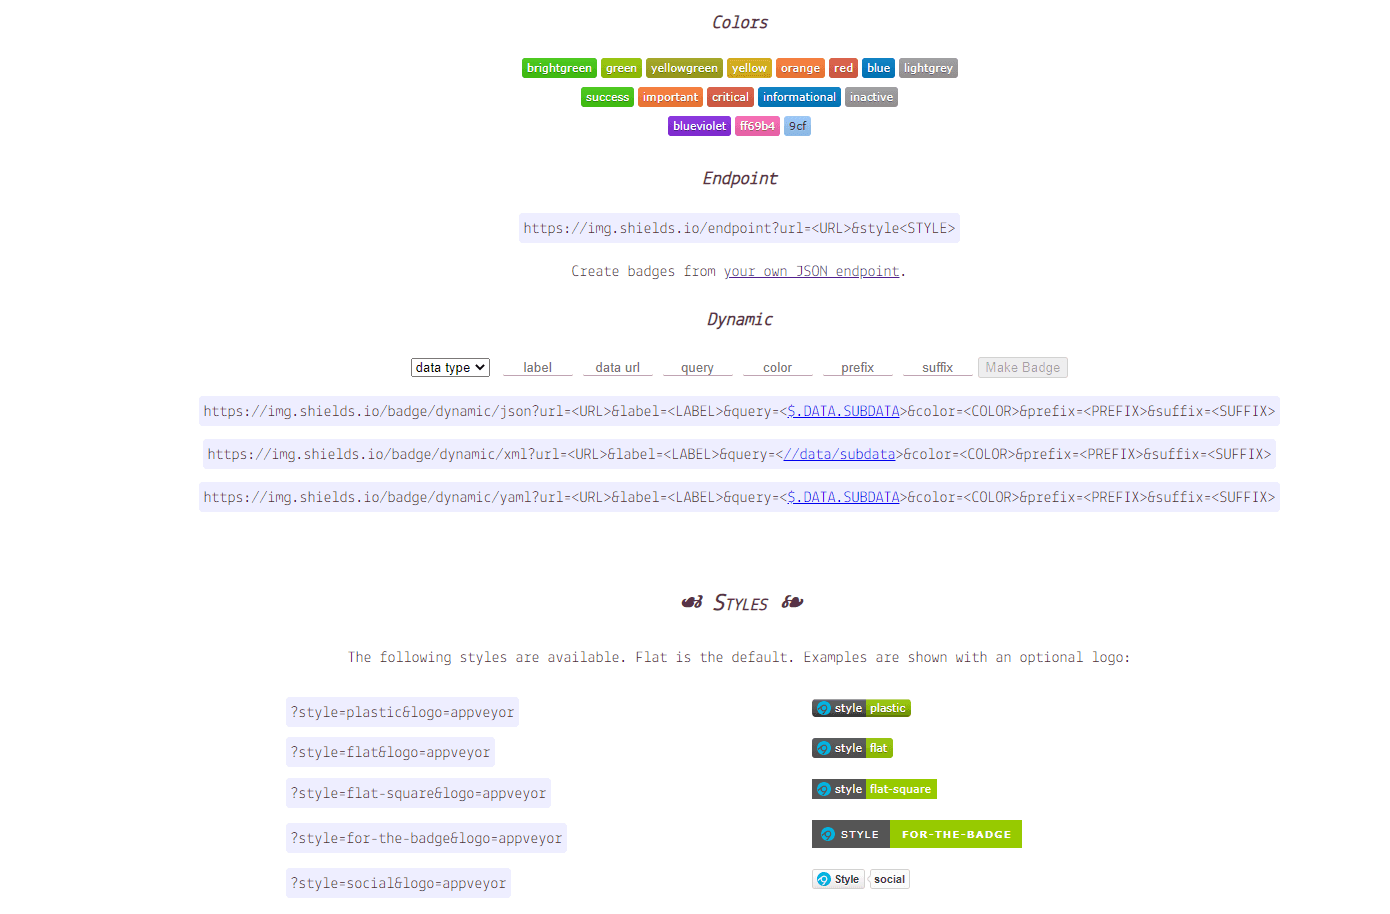 Colors
brightgreen green yellowgreen yellow orange red blue lightgrey
success important critical informational inactive
blueviolet ff69b4 9cf
Endpoint
https://img.shields.io/endpoint?url=<URL>&style<STYLE>
Create badges from your own JSON endpoint.
Dynamic
data type label data url query color prefix suffix Make Badge
https://img.shields.io/badge/dynamic/json?url=<URL>&label=<LABEL>&query=<$.DATA.SUBDATA>&color=<COLOR>&prefix=<PREFIX>&suffix=<SUFFIX>
https://img.shields.io/badge/dynamic/xml?url=<URL>&label=<LABEL>&query=<//data/subdata>&color=<COLOR>&prefix=<PREFIX>&suffix=<SUFFIX>
https://img.shields.io/badge/dynamic/yaml?url=<URL>&label=<LABEL>&query=<$.DATA.SUBDATA>&color=<COLOR>&prefix=<PREFIX>&suffix=<SUFFIX>
☙ Styles ❧
The following styles are available. Flat is the default. Examples are shown with an optional logo:
?style=plastic&logo=appveyor style plastic
?style=flat&logo=appveyor style flat
?style=flat-square&logo=appveyor style flat-square
?style=for-the-badge&logo=appveyor STYLE FOR-THE-BADGE
?style=social&logo=appveyor Style social